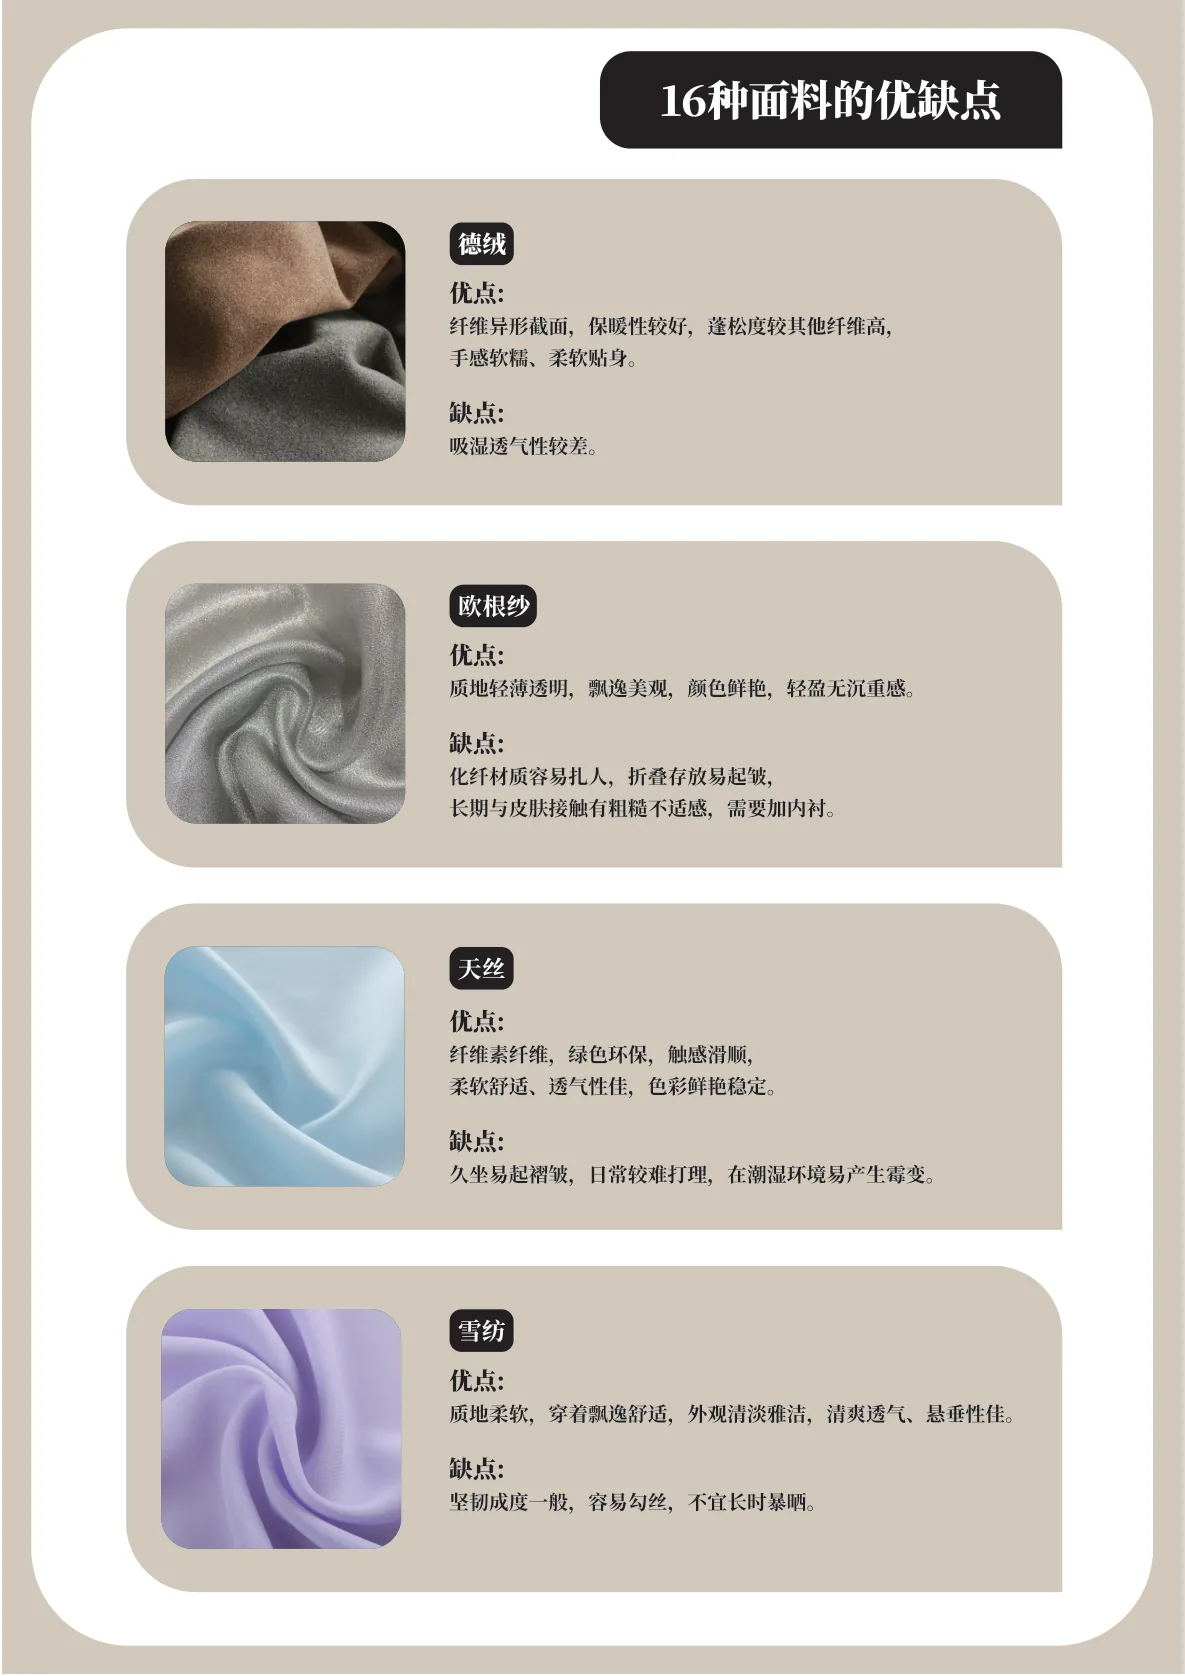 16种面料的优缺点
德绒
优点:
纤维异形截面，保暖性较好，蓬松度较其他纤维高，
手感软糯、柔软贴身。
缺点:
吸湿透气性较差。
欧根纱
优点:
质地轻薄透明，飘逸美观，颜色鲜艳，轻盈无沉重感。
缺点:
化纤材质容易扎人，折叠存放易起皱，
长期与皮肤接触有粗糙不适感，需要加内衬。
天丝
优点:
纤维素纤维，绿色环保，触感滑顺，
柔软舒适、透气性佳，色彩鲜艳稳定。
缺点:
久坐易起褶皱，日常较难打理，在潮湿环境易产生霉变。
雪纺
优点:
质地柔软，穿着飘逸舒适，外观清淡雅洁，清爽透气、悬垂性佳。
缺点:
坚韧成度一般，容易勾丝，不宜长时暴晒。